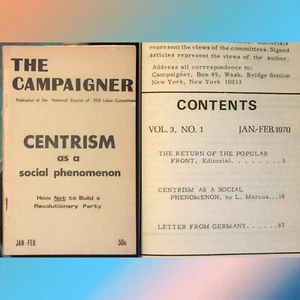 THE
CAMPAIGNER
Publication of the National Caucus of SDS Labor Committees
CENTRISM
as a
social phenomenon
How Not to Build a
Revolutionary Party
JAN-FEB
50¢
represent the views of the committees. Signed
articles represent the views of the author.
Address all correspondence to:
Campaigner, Box 49, Wash. Bridge Station
New York, New York 10033
CONTENTS
VOL. 3, NO. 1 JAN-FEB.1970
THE RETURN OF THE POPULAR
FRONT, Editorial. . . . . . . 3
CENTRISM AS A SOCIAL
PHENOMENON, by L. Marcus. .
LETTER FROM GERMANY. . . . . .